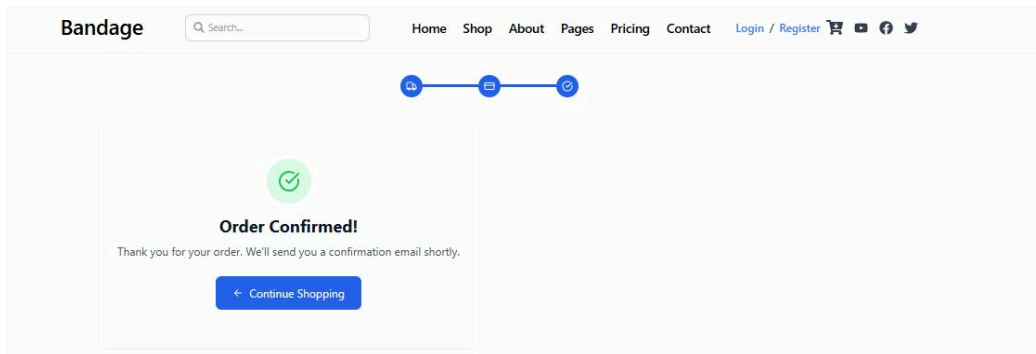 Bandage Search... Home Shop About Pages Pricing Contact Login / Register
Order Confirmed!
Thank you for your order. We'll send you a confirmation email shortly.
← Continue Shopping